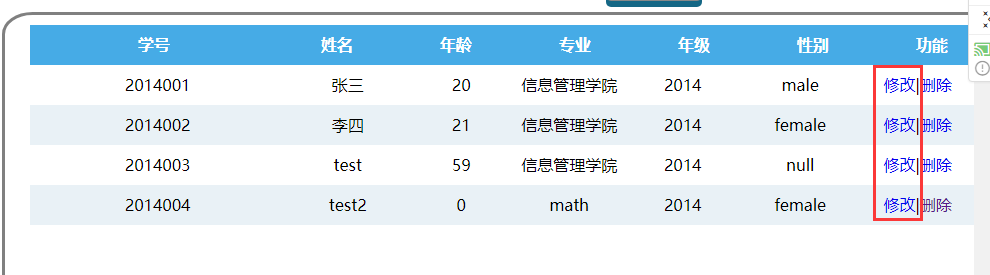 学号 姓名 年龄 专业 年级 性别 功能
2014001 张三 20 信息管理学院 2014 male 修改|删除
2014002 李四 21 信息管理学院 2014 female 修改|删除
2014003 test 59 信息管理学院 2014 null 修改|删除
2014004 test2 0 math 2014 female 修改|删除